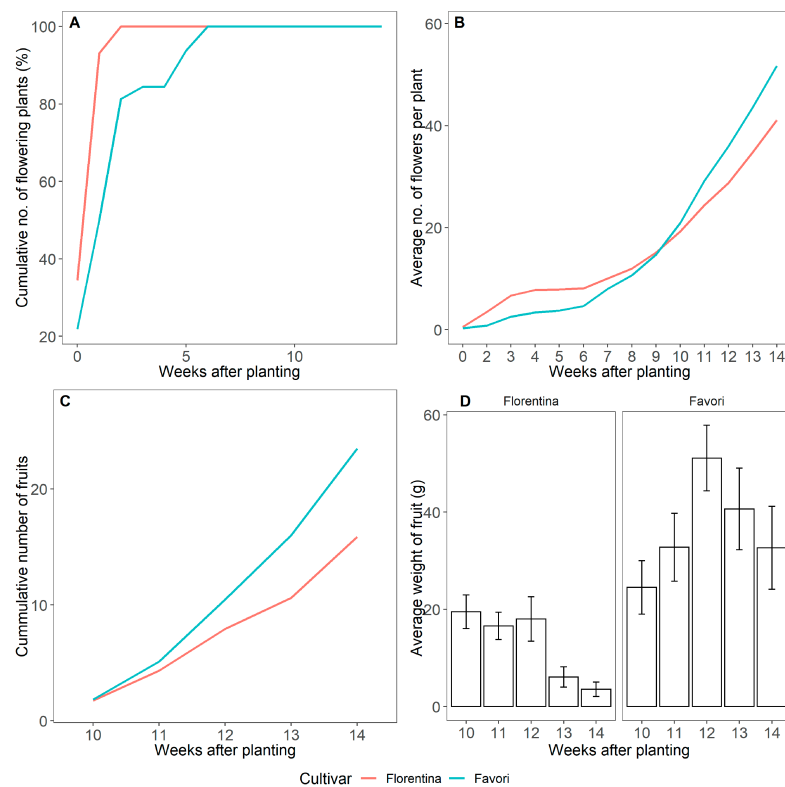 A
Cumulative no. of flowering plants (%)
100
80
60
40
20
0 5 10
Weeks after planting
B
Average no. of flowers per plant
60
40
20
0
0 2 3 4 5 6 7 8 9 10 11 12 13 14
Weeks after planting
C
Cummulative number of fruits
20
10
0
10 11 12 13 14
Weeks after planting
D
Florentina Favori
Average weight of fruit (g)
60
40
20
0
10 11 12 13 14 10 11 12 13 14
Weeks after planting
Cultivar Florentina Favori